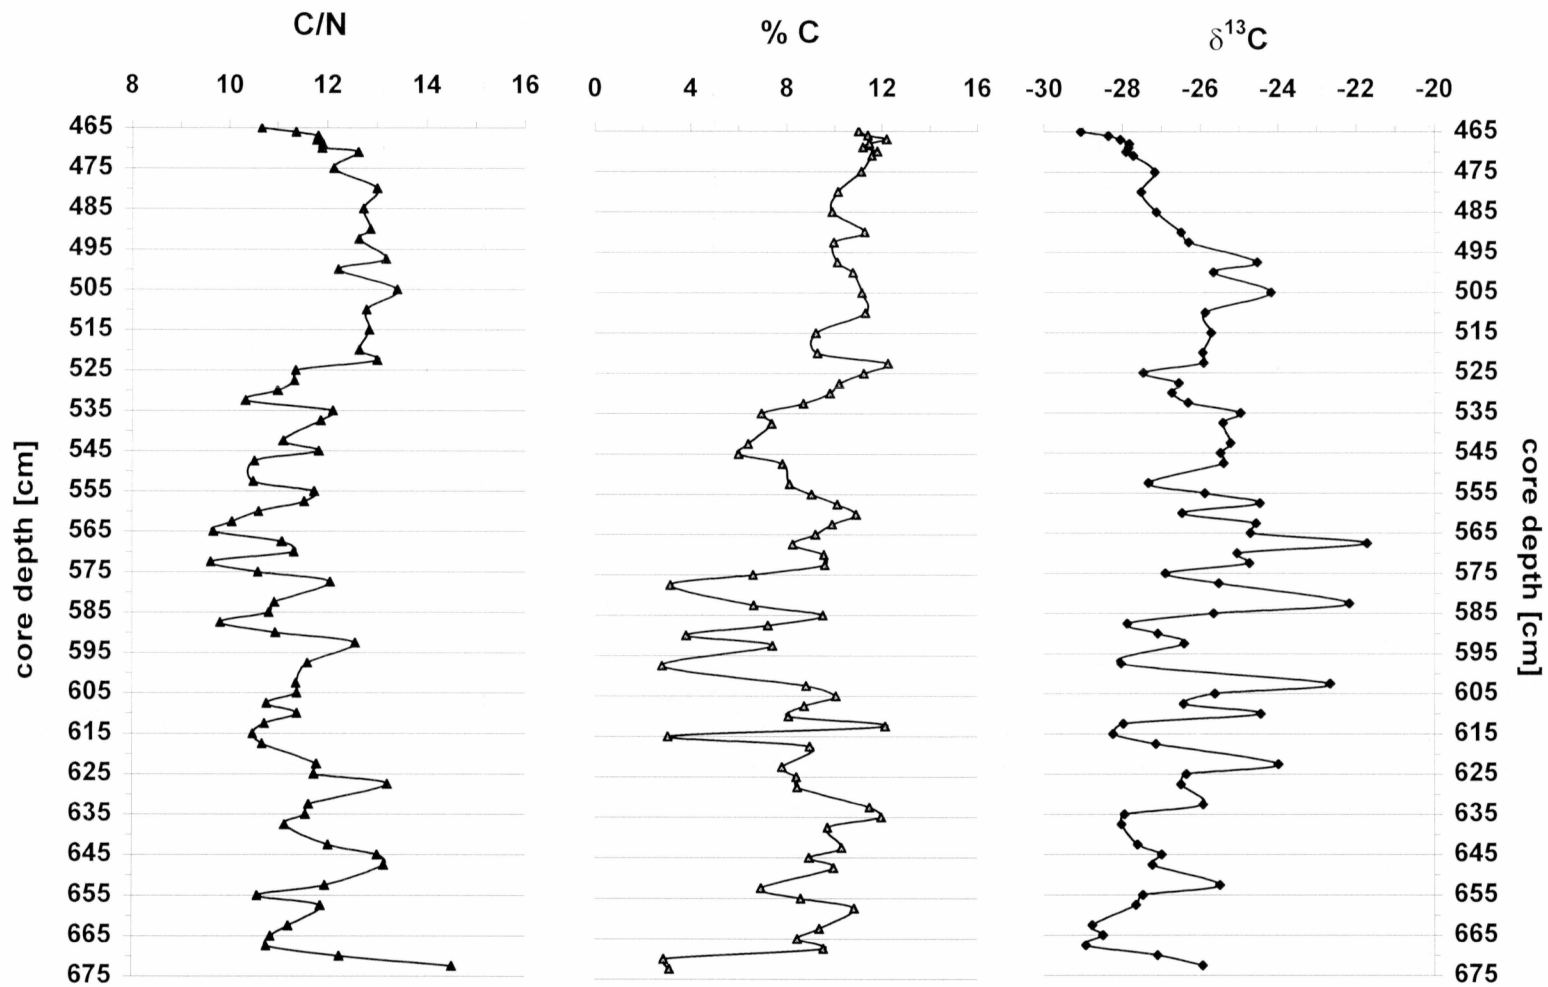 C/N
% C
δ13C
8 10 12 14 16
0 4 8 12 16
-30 -28 -26 -24 -22 -20
465 465
475 475
485 485
495 495
505 505
515 515
525 525
535 535
545 545
555 555
565 565
575 575
585 585
595 595
605 605
615 615
625 625
635 635
645 645
655 655
665 665
675 675
core depth [cm]
core depth [cm]